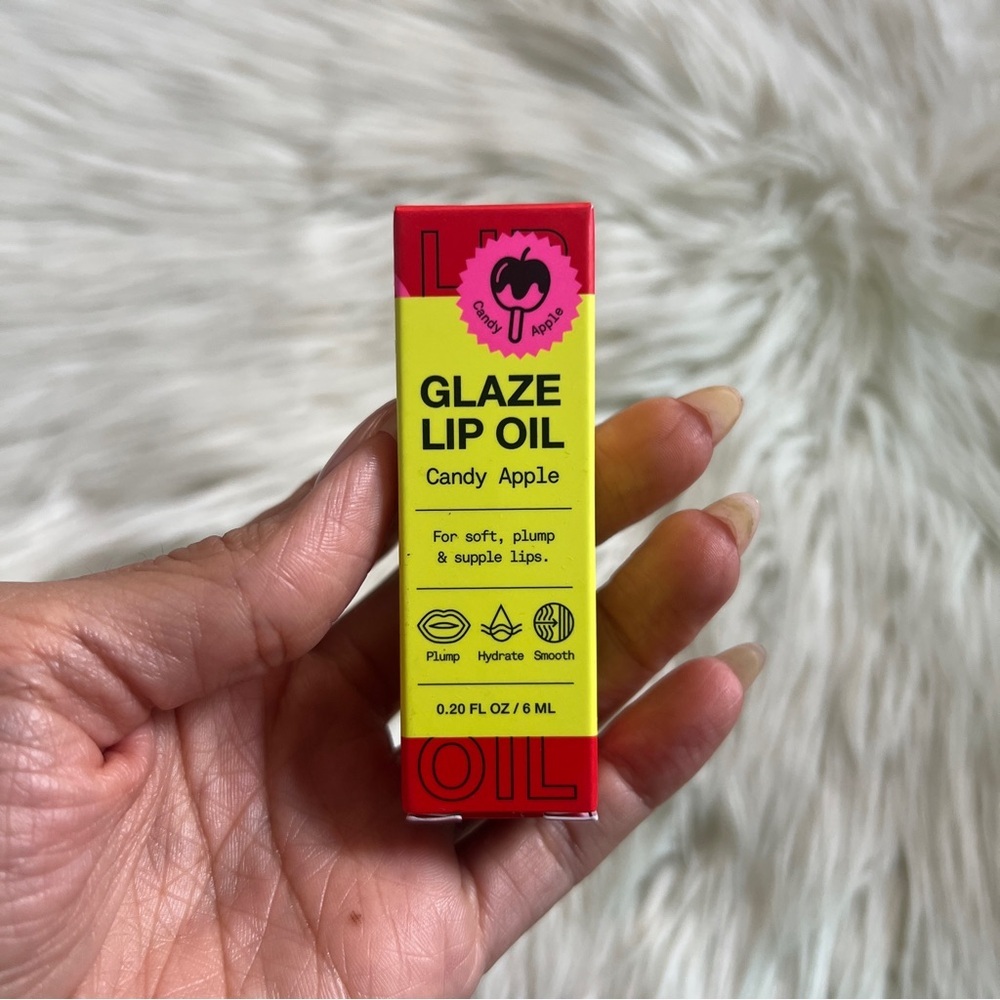 LIP
Candy Apple
GLAZE
LIP OIL
Candy Apple
For soft, plump
& supple lips.
Plump Hydrate Smooth
0.20 FL OZ / 6 ML
OIL